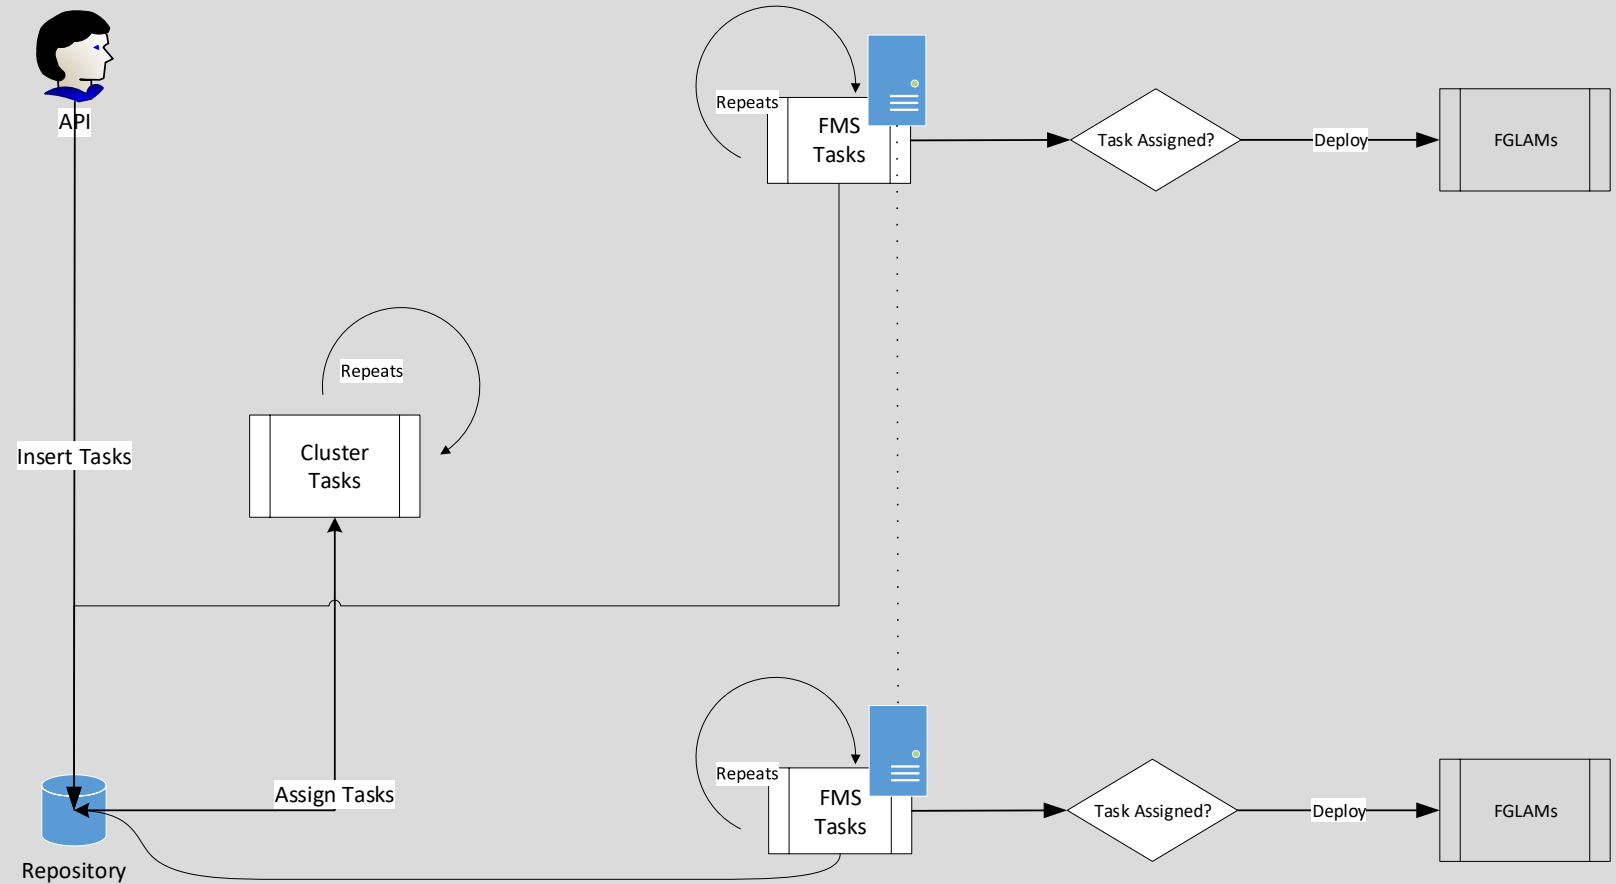 API
Repeats
FMS
Tasks
Task Assigned?
Deploy
FGLAMs
Repeats
Cluster
Tasks
Insert Tasks
Assign Tasks
Repository
Repeats
FMS
Tasks
Task Assigned?
Deploy
FGLAMs